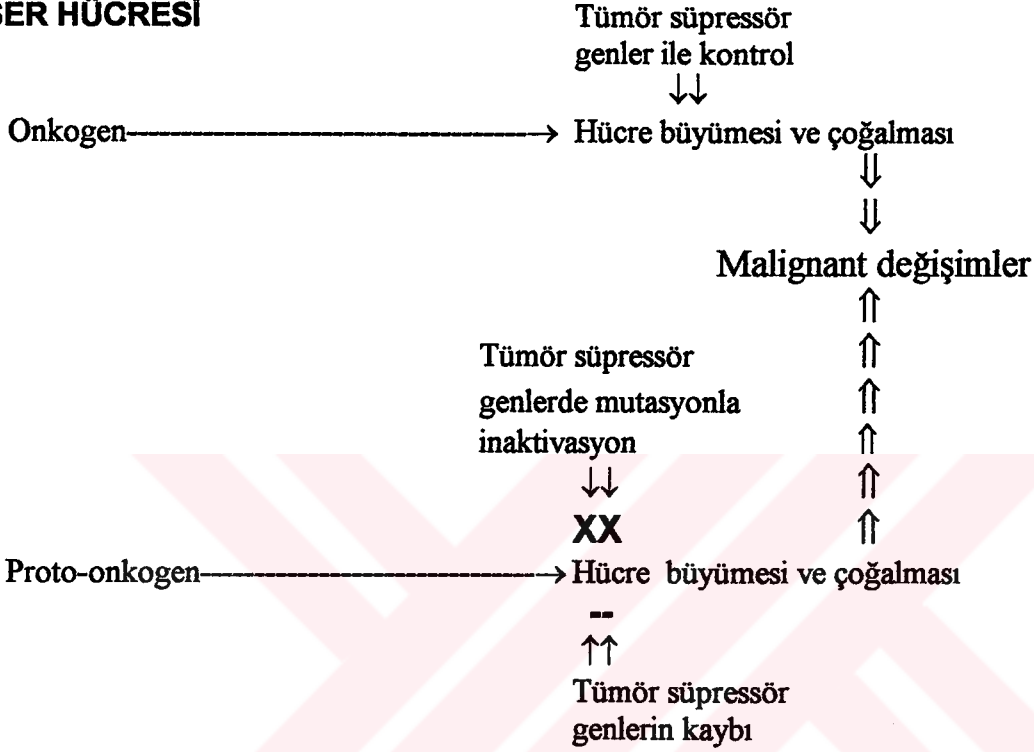 SER HÜCRESİ
Tümör süpressör
genler ile kontrol
↓↓
Onkogen--------------------→ Hücre büyümesi ve çoğalması
⇓
⇓
Malignant değişimler
⇑
Tümör süpressör ⇑
genlerde mutasyonla ⇑
inaktivasyon ⇑
↓↓ ⇑
XX ⇑
Proto-onkogen--------------------→ Hücre büyümesi ve çoğalması
--
↑↑
Tümör süpressör
genlerin kaybı